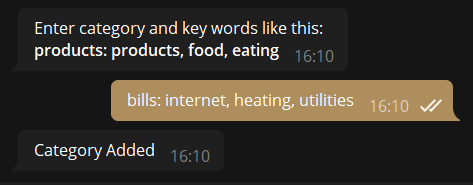 Enter category and key words like this:
products: products, food, eating 16:10
bills: internet, heating, utilities 16:10
Category Added 16:10